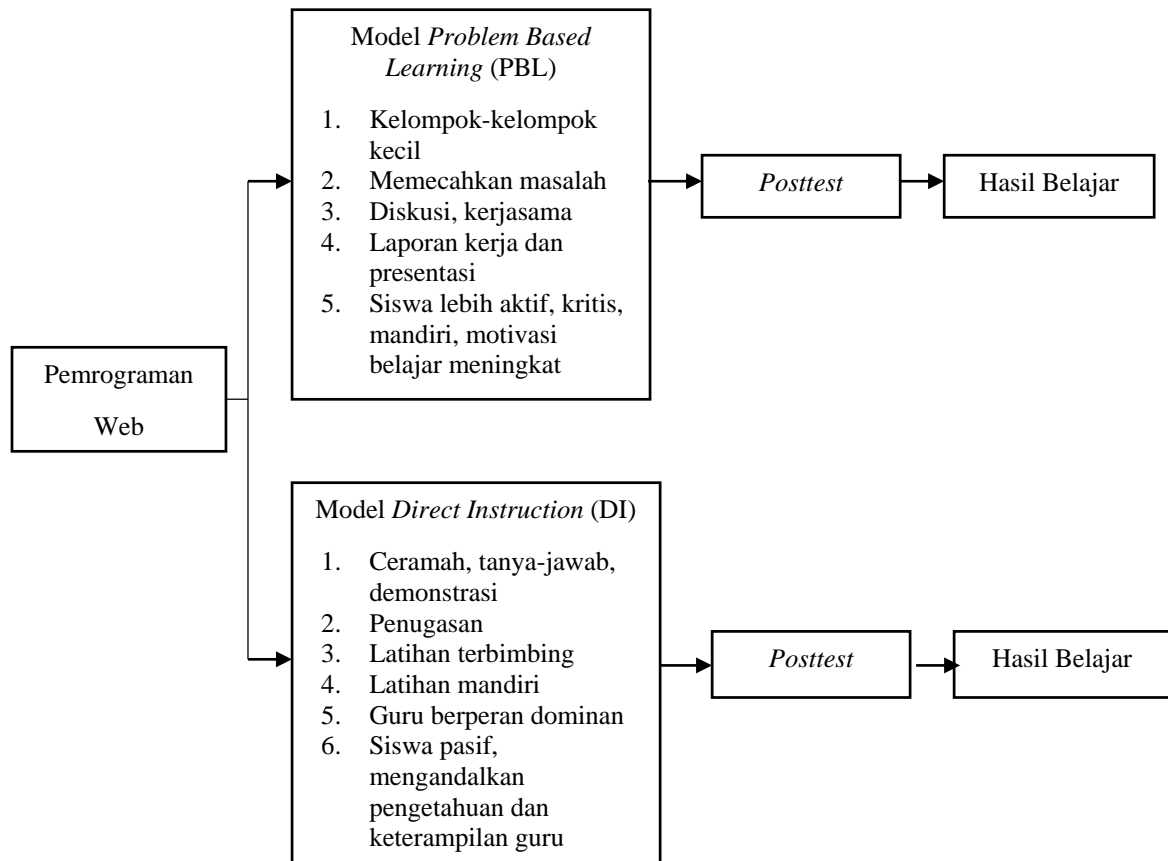 Model Problem Based
Learning (PBL)
1. Kelompok-kelompok
kecil
2. Memecahkan masalah
3. Diskusi, kerjasama
4. Laporan kerja dan
presentasi
5. Siswa lebih aktif, kritis,
mandiri, motivasi
belajar meningkat
Posttest
Hasil Belajar
Pemrograman
Web
Model Direct Instruction (DI)
1. Ceramah, tanya-jawab,
demonstrasi
2. Penugasan
3. Latihan terbimbing
4. Latihan mandiri
5. Guru berperan dominan
6. Siswa pasif,
mengandalkan
pengetahuan dan
keterampilan guru
Posttest
Hasil Belajar